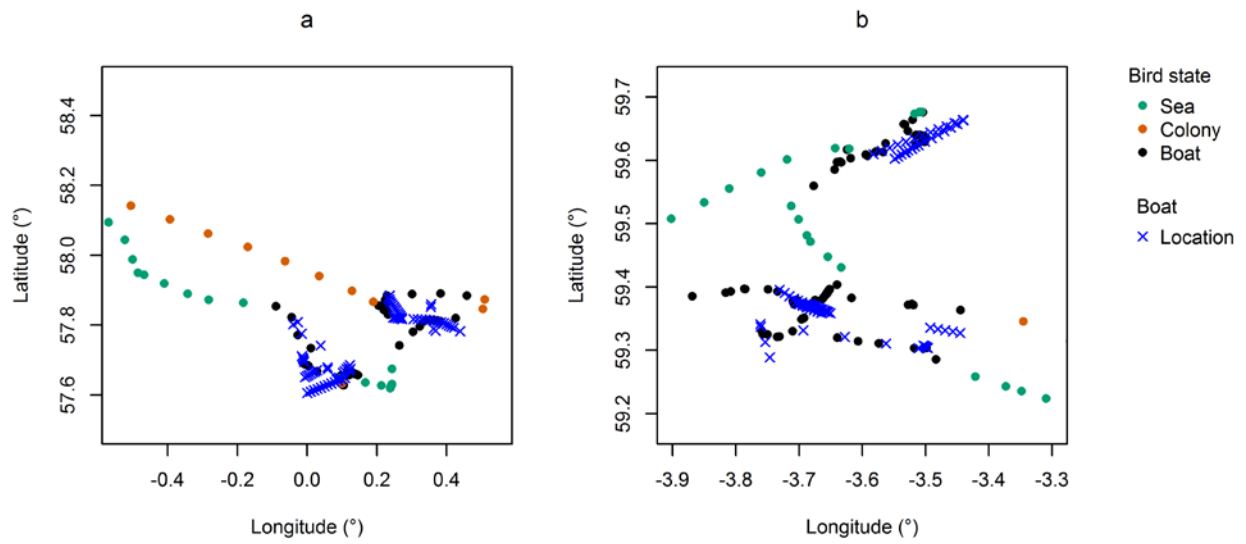 a
58.4
58.2
58.0
57.8
57.6
Latitude (°)
-0.4 -0.2 0.0 0.2 0.4
Longitude (°)
b
59.7
59.6
59.5
59.4
59.3
59.2
Latitude (°)
-3.9 -3.8 -3.7 -3.6 -3.5 -3.4 -3.3
Longitude (°)
Bird state
Sea
Colony
Boat
Boat
Location